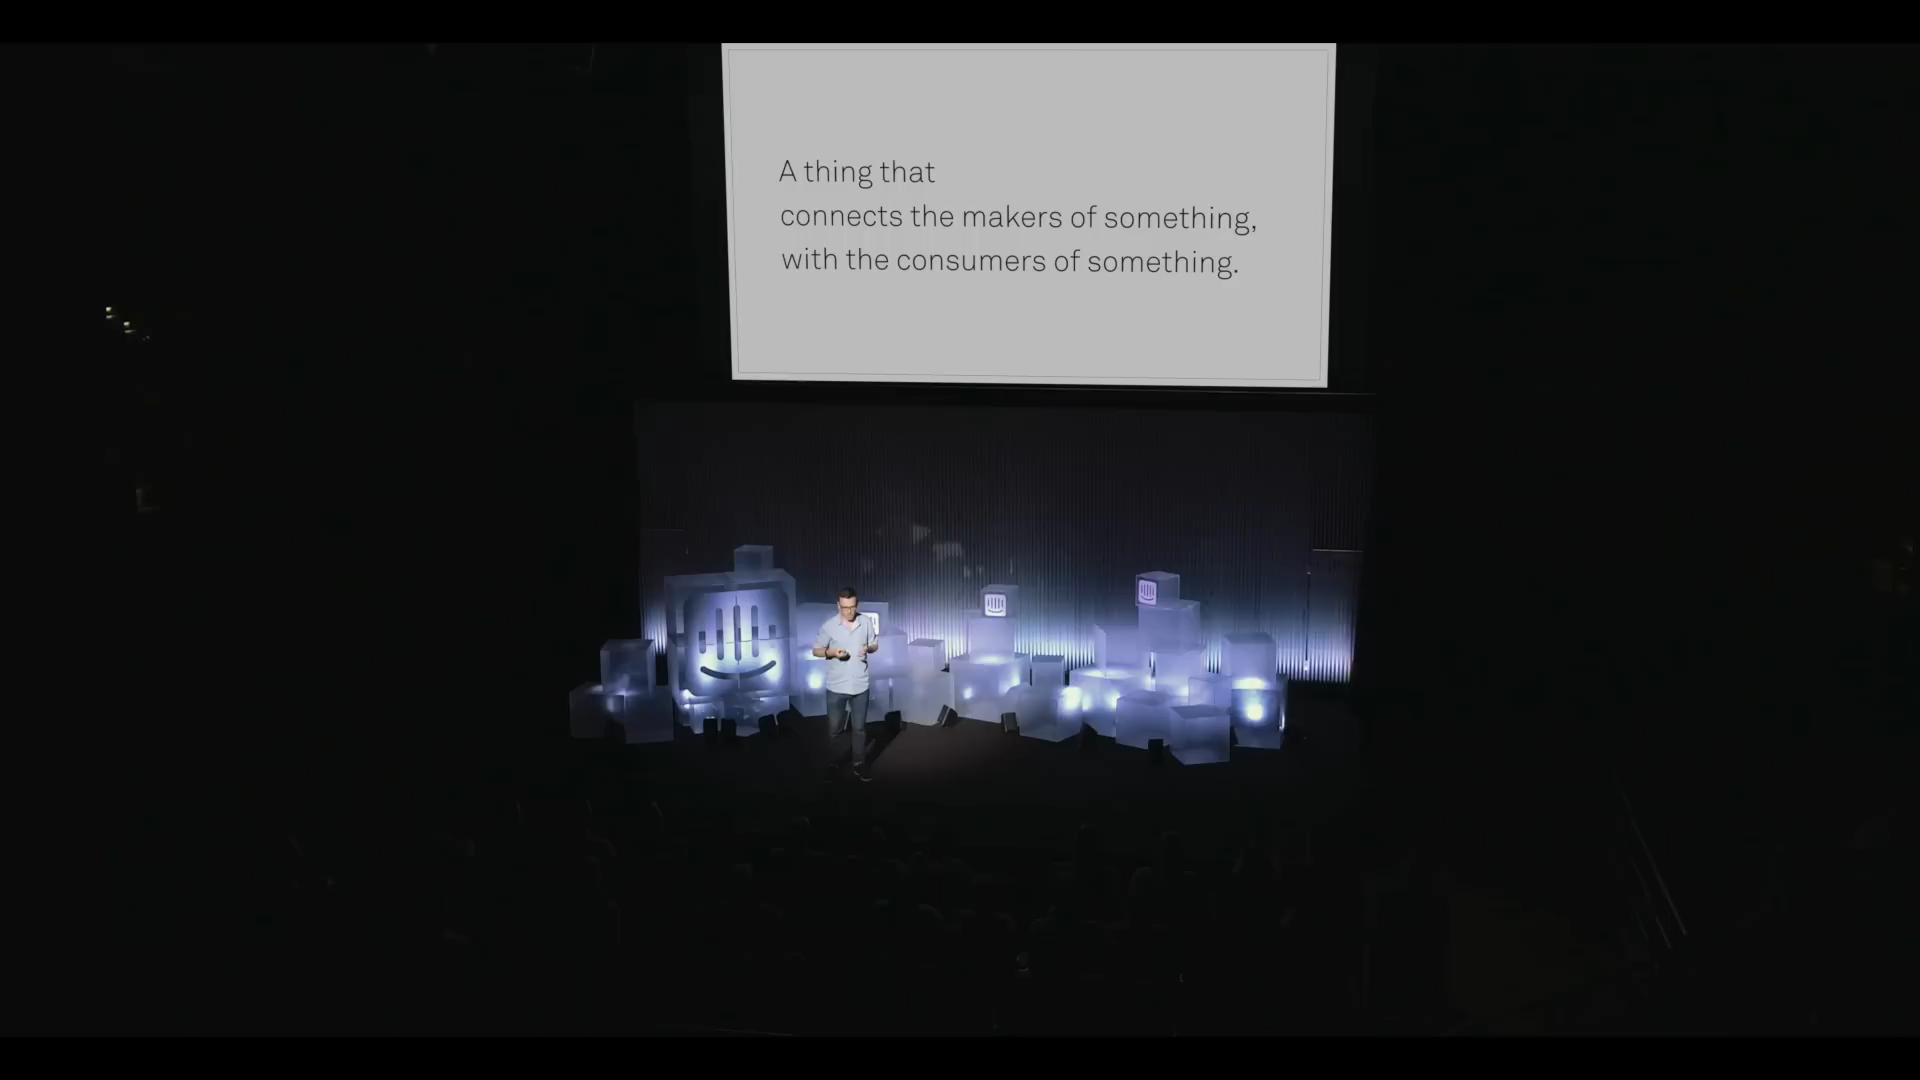 A thing that
connects the makers of something,
with the consumers of something.